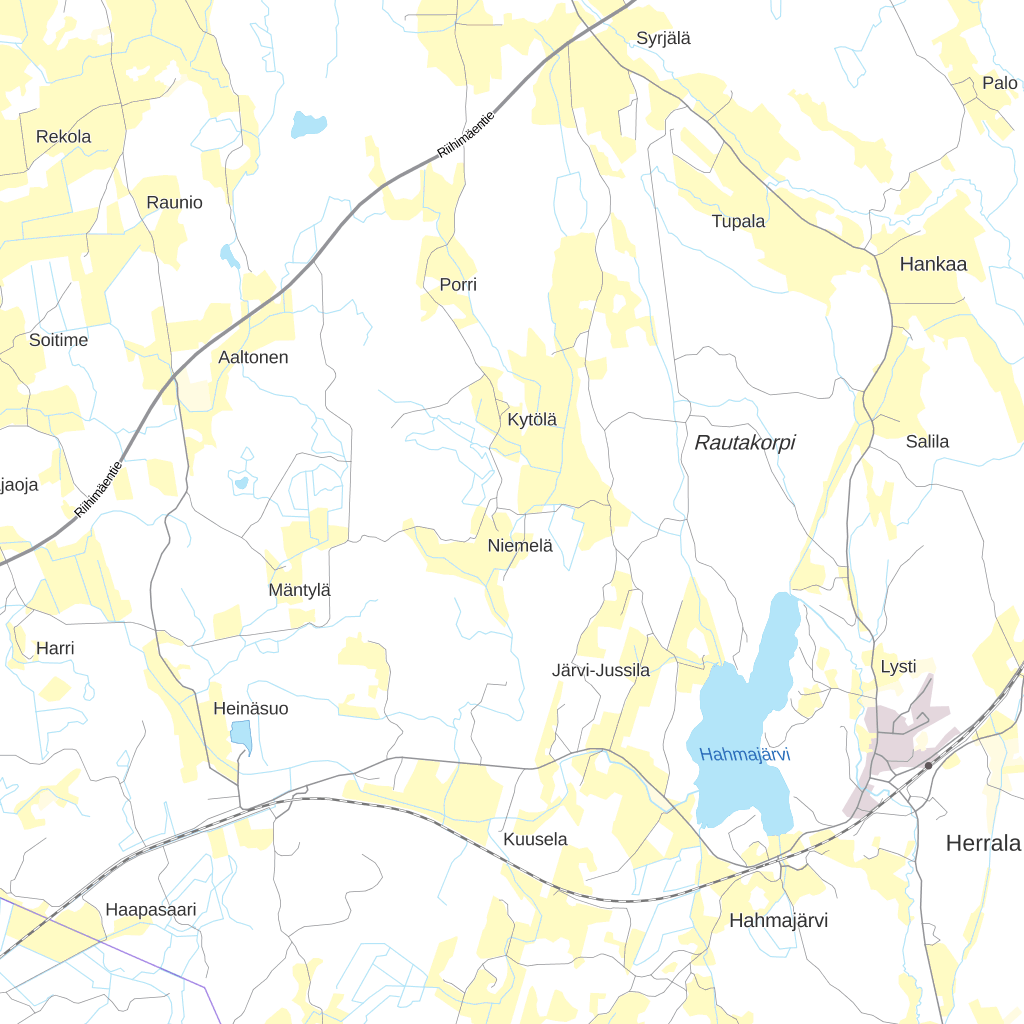 Syrjälä
Palo
Riihimäentie
Rekola
Raunio
Tupala
Hankaa
Porri
Soitime
Aaltonen
Kytölä
Rautakorpi
Salila
jaoja
Riihimäentie
Niemelä
Mäntylä
Harri
Järvi-Jussila
Lysti
Heinäsuo
Hahmajärvi
Kuusela
Herrala
Haapasaari
Hahmajärvi